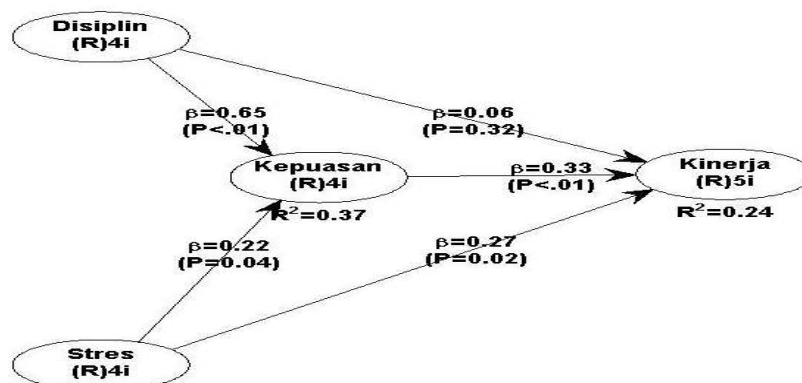 Disiplin
(R)4i
β=0.65
(P<.01)
β=0.06
(P=0.32)
Kepuasan
(R)4i
R²=0.37
β=0.33
(P<.01)
Kinerja
(R)5i
R²=0.24
β=0.22
(P=0.04)
β=0.27
(P=0.02)
Stres
(R)4i